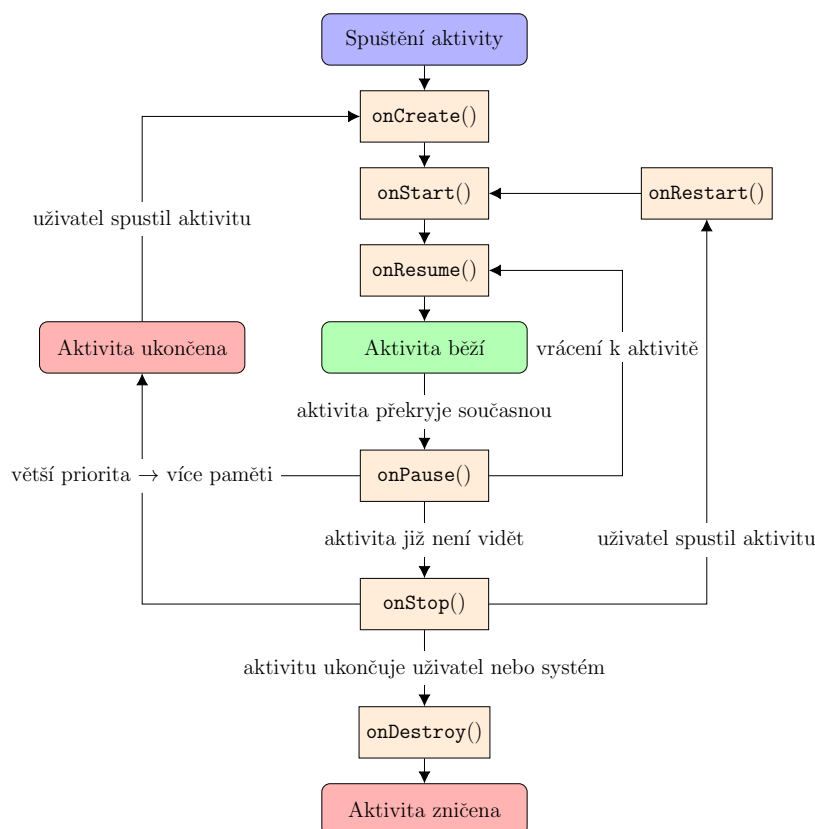 Spuštění aktivity
onCreate()
onStart()
onRestart()
uživatel spustil aktivitu
onResume()
Aktivita ukončena
Aktivita běží
vrácení k aktivitě
aktivita překryje současnou
větší priorita → více paměti
onPause()
aktivita již není vidět
uživatel spustil aktivitu
onStop()
aktivitu ukončuje uživatel nebo systém
onDestroy()
Aktivita zničena